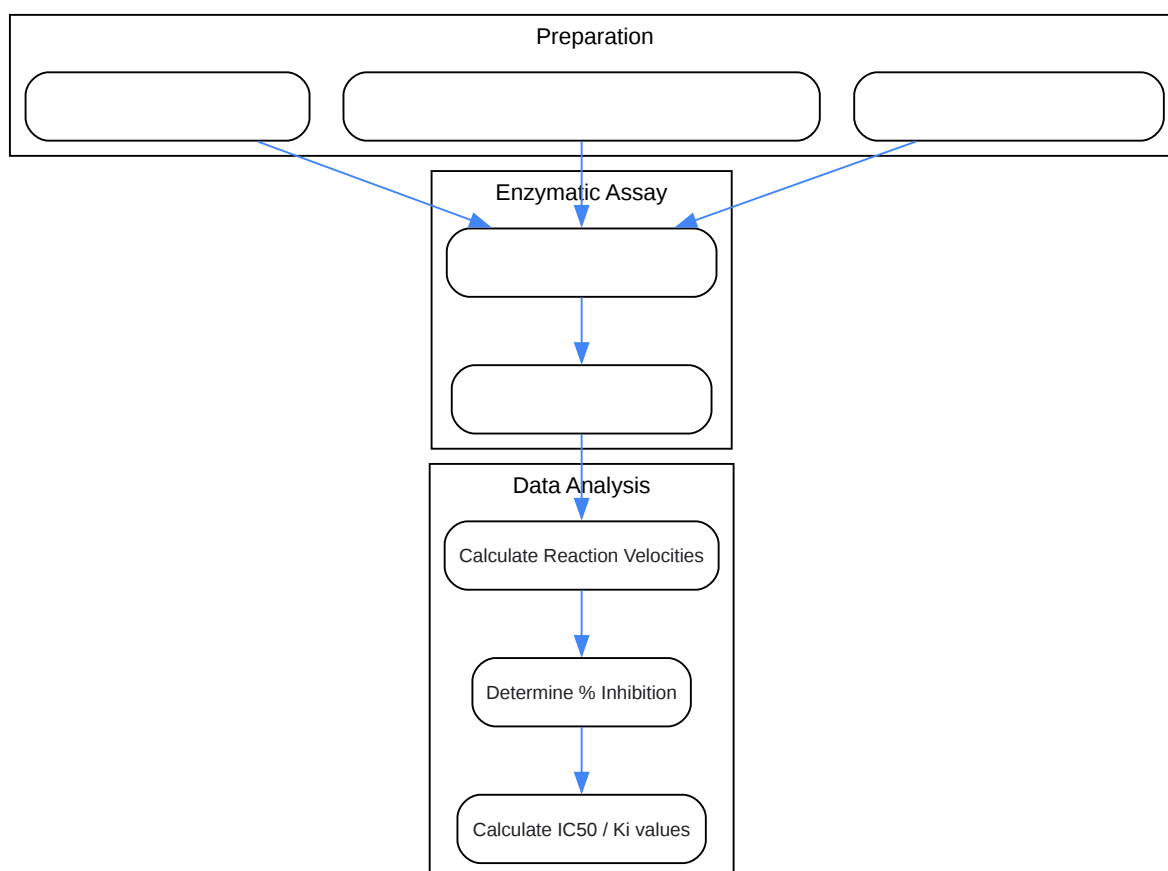 Preparation
Enzymatic Assay
Data Analysis
Calculate Reaction Velocities
Determine % Inhibition
Calculate IC50 / Ki values